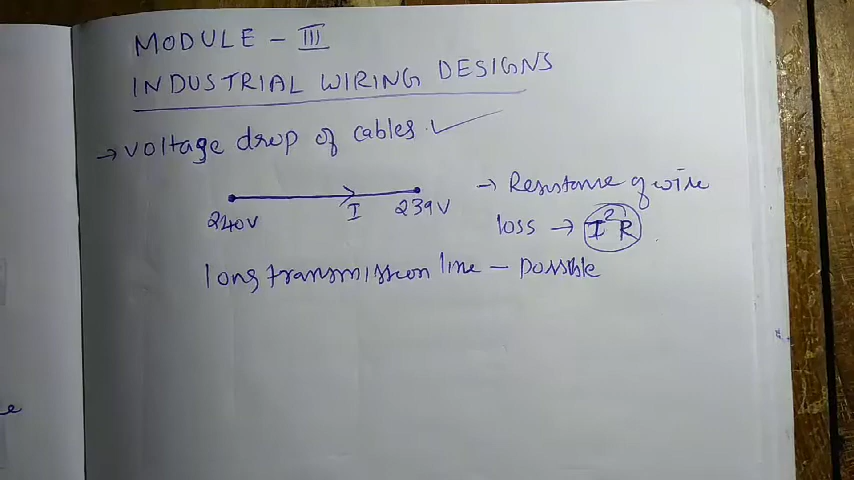 MODULE - III
INDUSTRIAL WIRING DESIGNS
→ Voltage drop of cables. ✓
240V I 239V
→ Resistance of wire
loss → I²R
long transmission line - possible
e